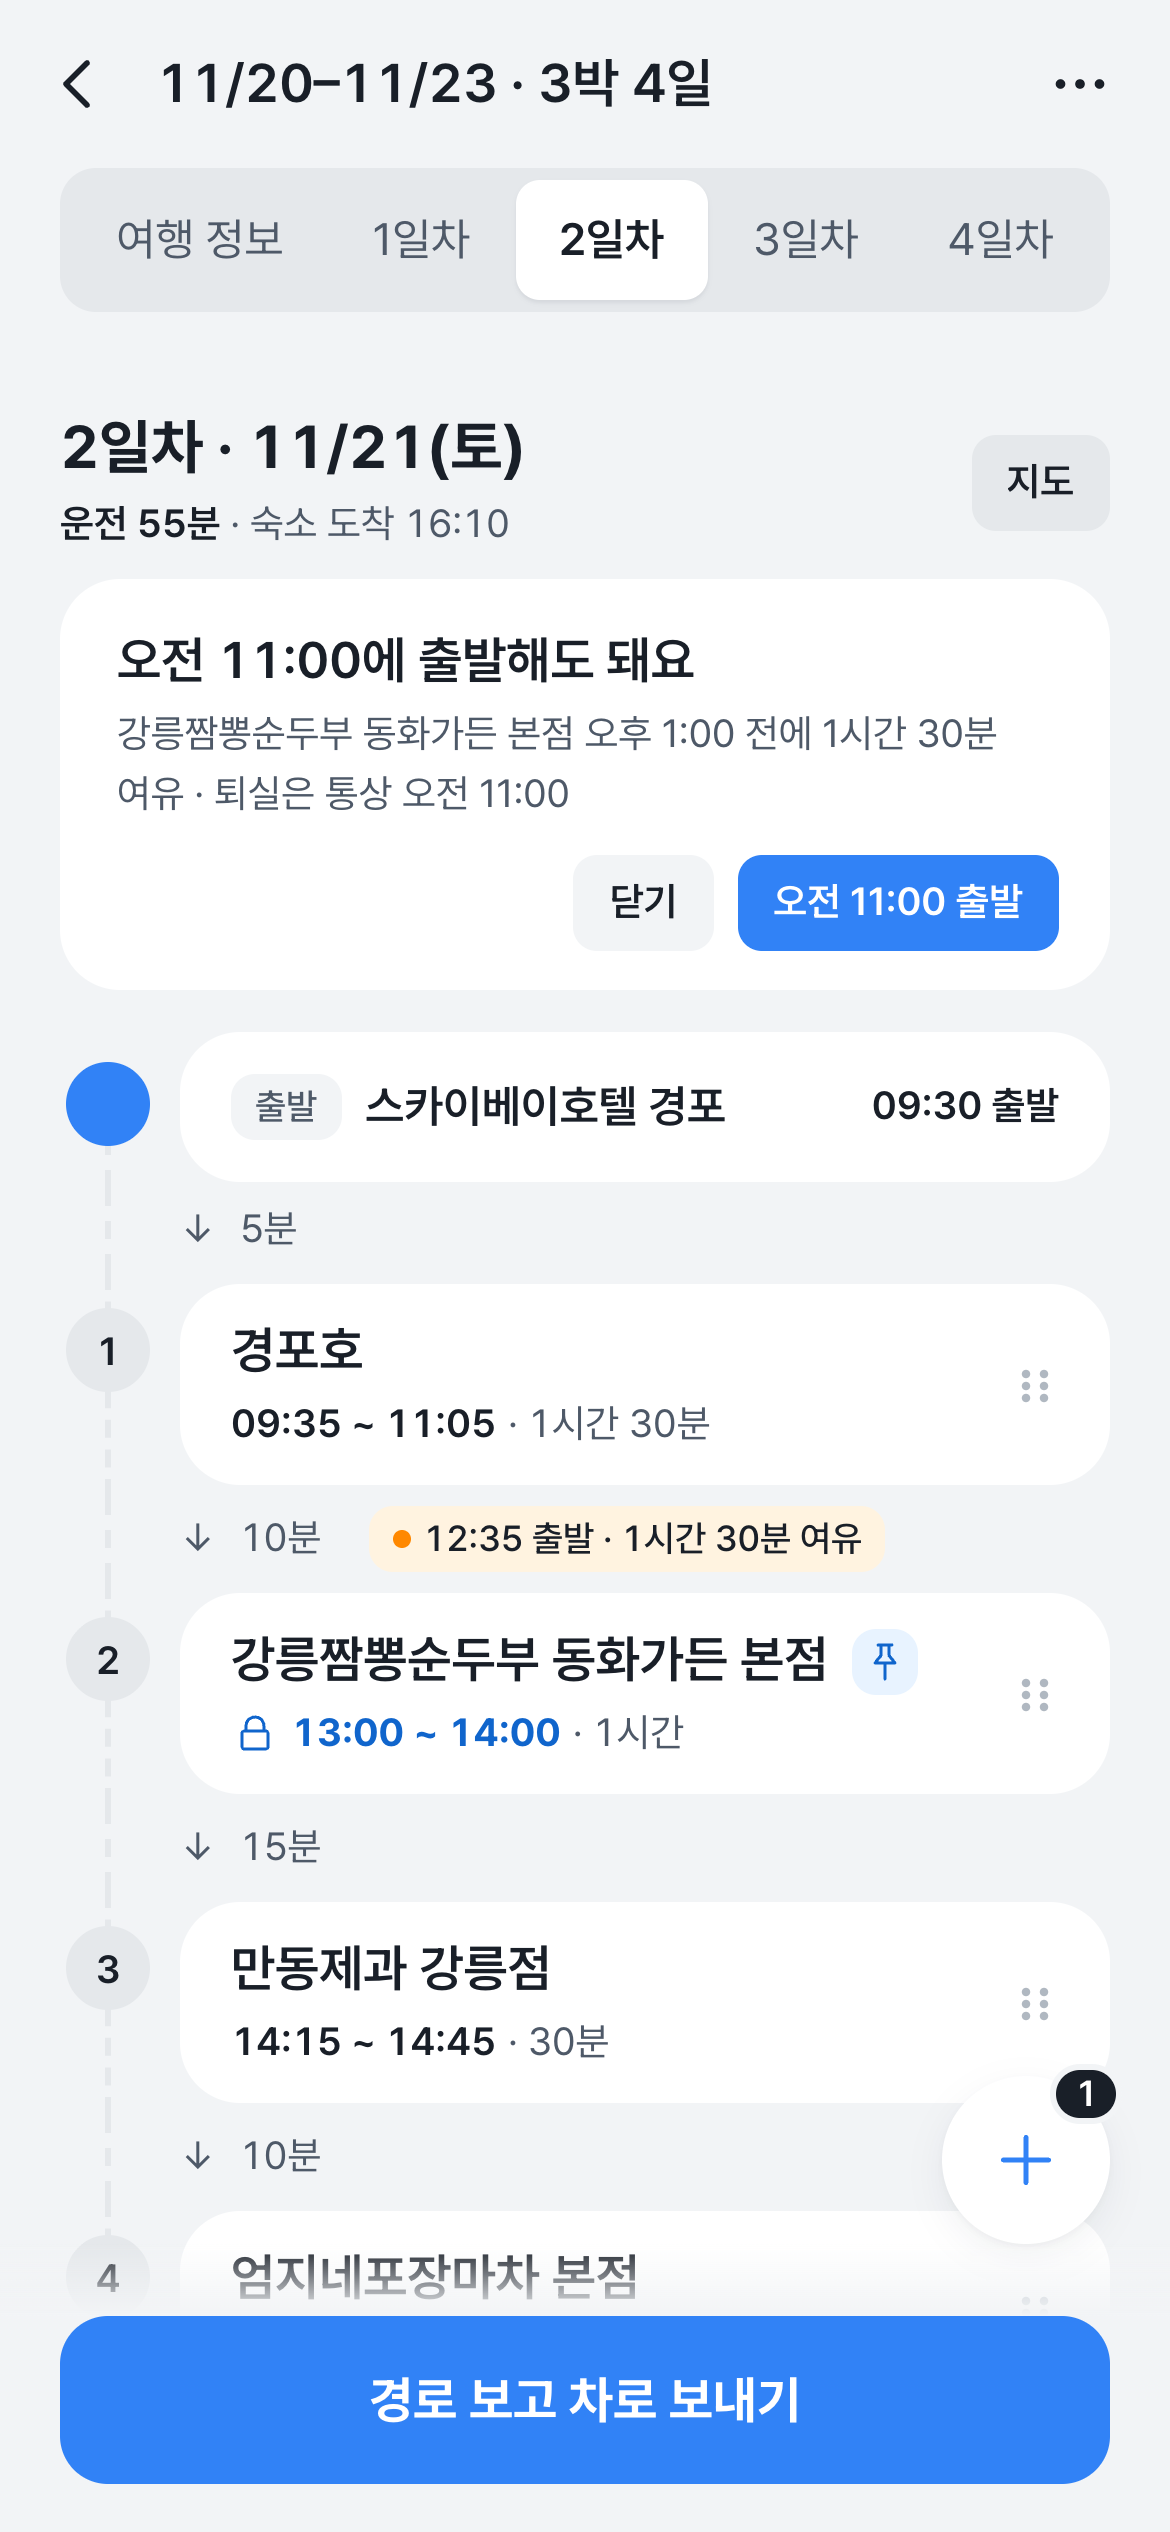 11/20–11/23 · 3박 4일
여행 정보 1일차 2일차 3일차 4일차
2일차 · 11/21(토)
운전 55분 · 숙소 도착 16:10
지도
오전 11:00에 출발해도 돼요
강릉짬뽕순두부 동화가든 본점 오후 1:00 전에 1시간 30분
여유 · 퇴실은 통상 오전 11:00
닫기 오전 11:00 출발
출발 스카이베이호텔 경포 09:30 출발
↓ 5분
1 경포호
09:35 ~ 11:05 · 1시간 30분
↓ 10분 12:35 출발 · 1시간 30분 여유
2 강릉짬뽕순두부 동화가든 본점
13:00 ~ 14:00 · 1시간
↓ 15분
3 만동제과 강릉점
14:15 ~ 14:45 · 30분
1
↓ 10분
4 엄지네포장마차 본점
경로 보고 차로 보내기